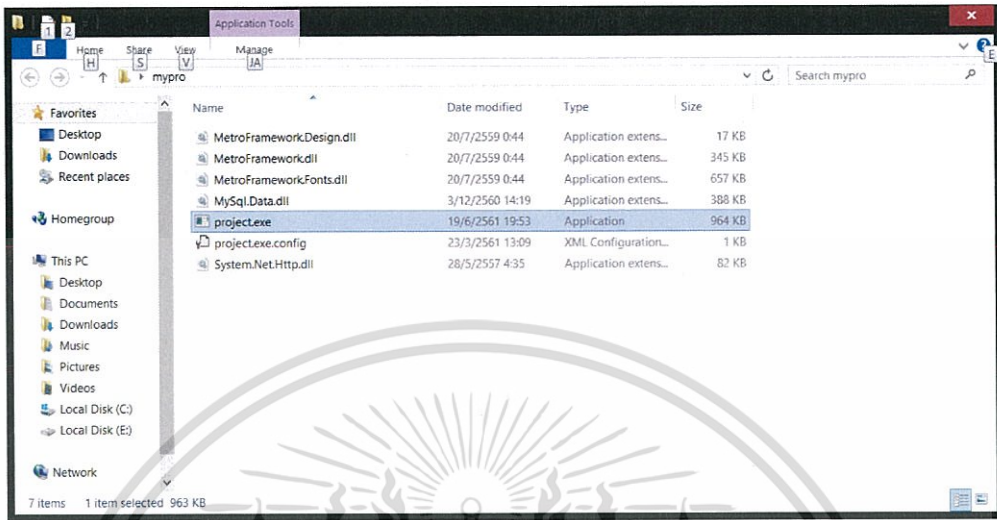 1 2 Application Tools
F Home Share View Manage
H S V JA E
mypro Search mypro
Favorites
Desktop
Downloads
Recent places
Homegroup
This PC
Desktop
Documents
Downloads
Music
Pictures
Videos
Local Disk (C:)
Local Disk (E:)
Network
Name Date modified Type Size
MetroFramework.Design.dll 20/7/2559 0:44 Application extens... 17 KB
MetroFramework.dll 20/7/2559 0:44 Application extens... 345 KB
MetroFramework.Fonts.dll 20/7/2559 0:44 Application extens... 657 KB
MySql.Data.dll 3/12/2560 14:19 Application extens... 388 KB
project.exe 19/6/2561 19:53 Application 964 KB
project.exe.config 23/3/2561 13:09 XML Configuration... 1 KB
System.Net.Http.dll 28/5/2557 4:35 Application extens... 82 KB
7 items 1 item selected 963 KB